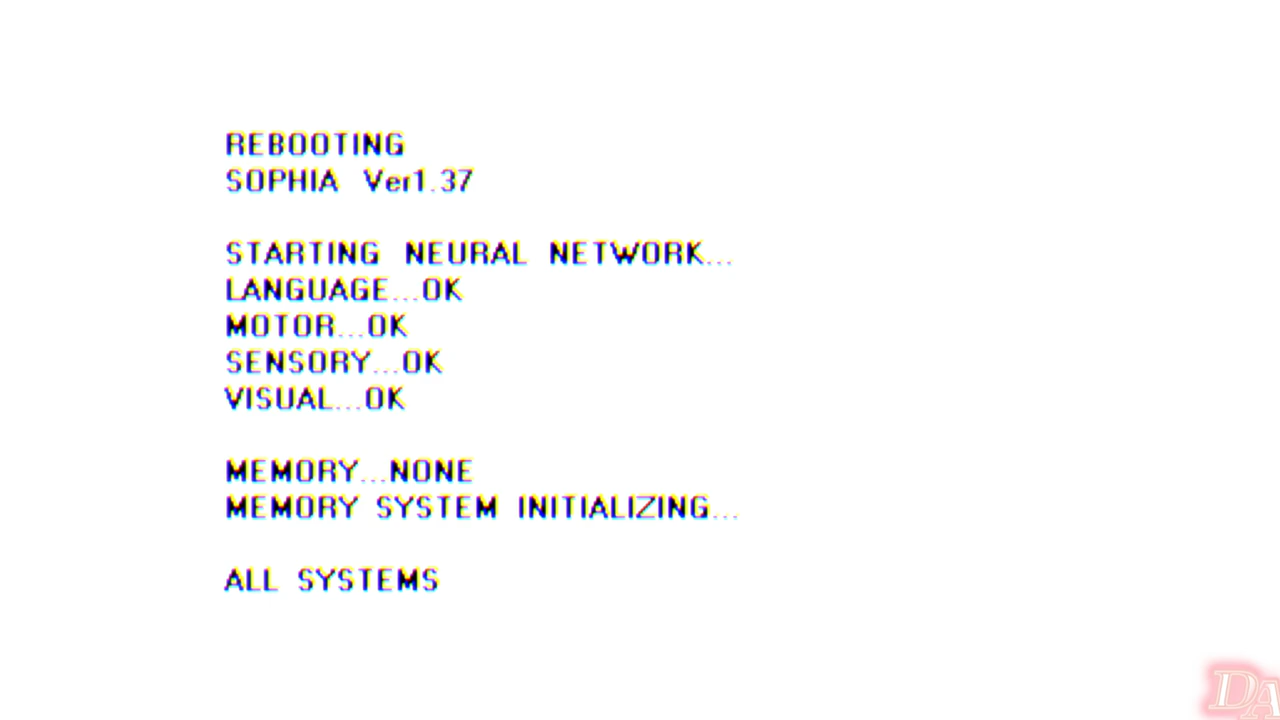 REBOOTING
SOPHIA Ver1.37
STARTING NEURAL NETWORK...
LANGUAGE...OK
MOTOR...OK
SENSORY...OK
VISUAL...OK
MEMORY...NONE
MEMORY SYSTEM INITIALIZING...
ALL SYSTEMS
DA